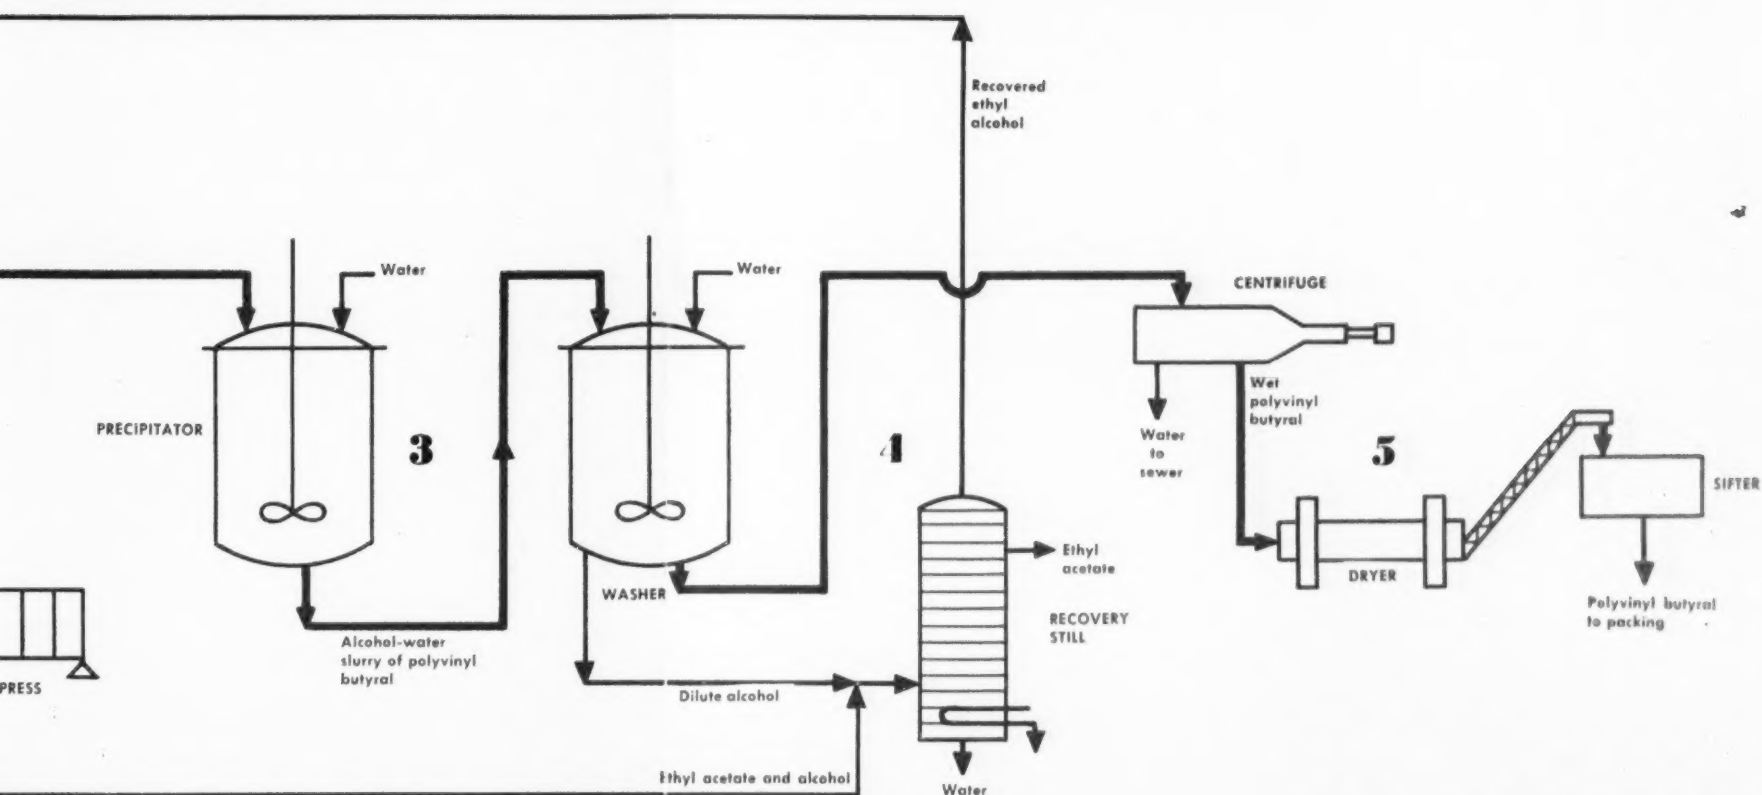 Recovered
ethyl
alcohol
Water
Water
CENTRIFUGE
PRECIPITATOR
3
4
5
Wet
polyvinyl
butyral
Water
to
sewer
SIFTER
Ethyl
acetate
DRYER
WASHER
RECOVERY
STILL
Polyvinyl butyral
to packing
Alcohol-water
slurry of polyvinyl
butyral
PRESS
Dilute alcohol
Ethyl acetate and alcohol
Water